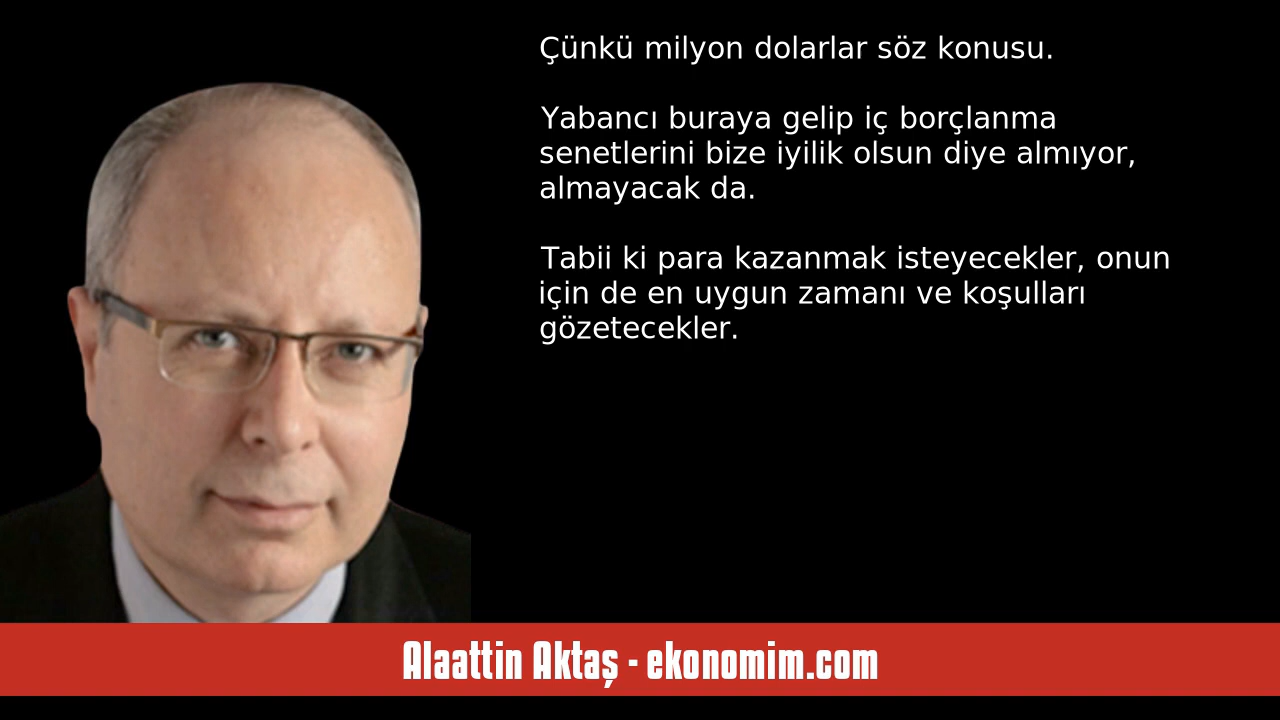 Çünkü milyon dolarlar söz konusu.
Yabancı buraya gelip iç borçlanma
senetlerini bize iyilik olsun diye almıyor,
almayacak da.
Tabii ki para kazanmak isteyecekler, onun
için de en uygun zamanı ve koşulları
gözetecekler.
Alaattin Aktaş - ekonomim.com